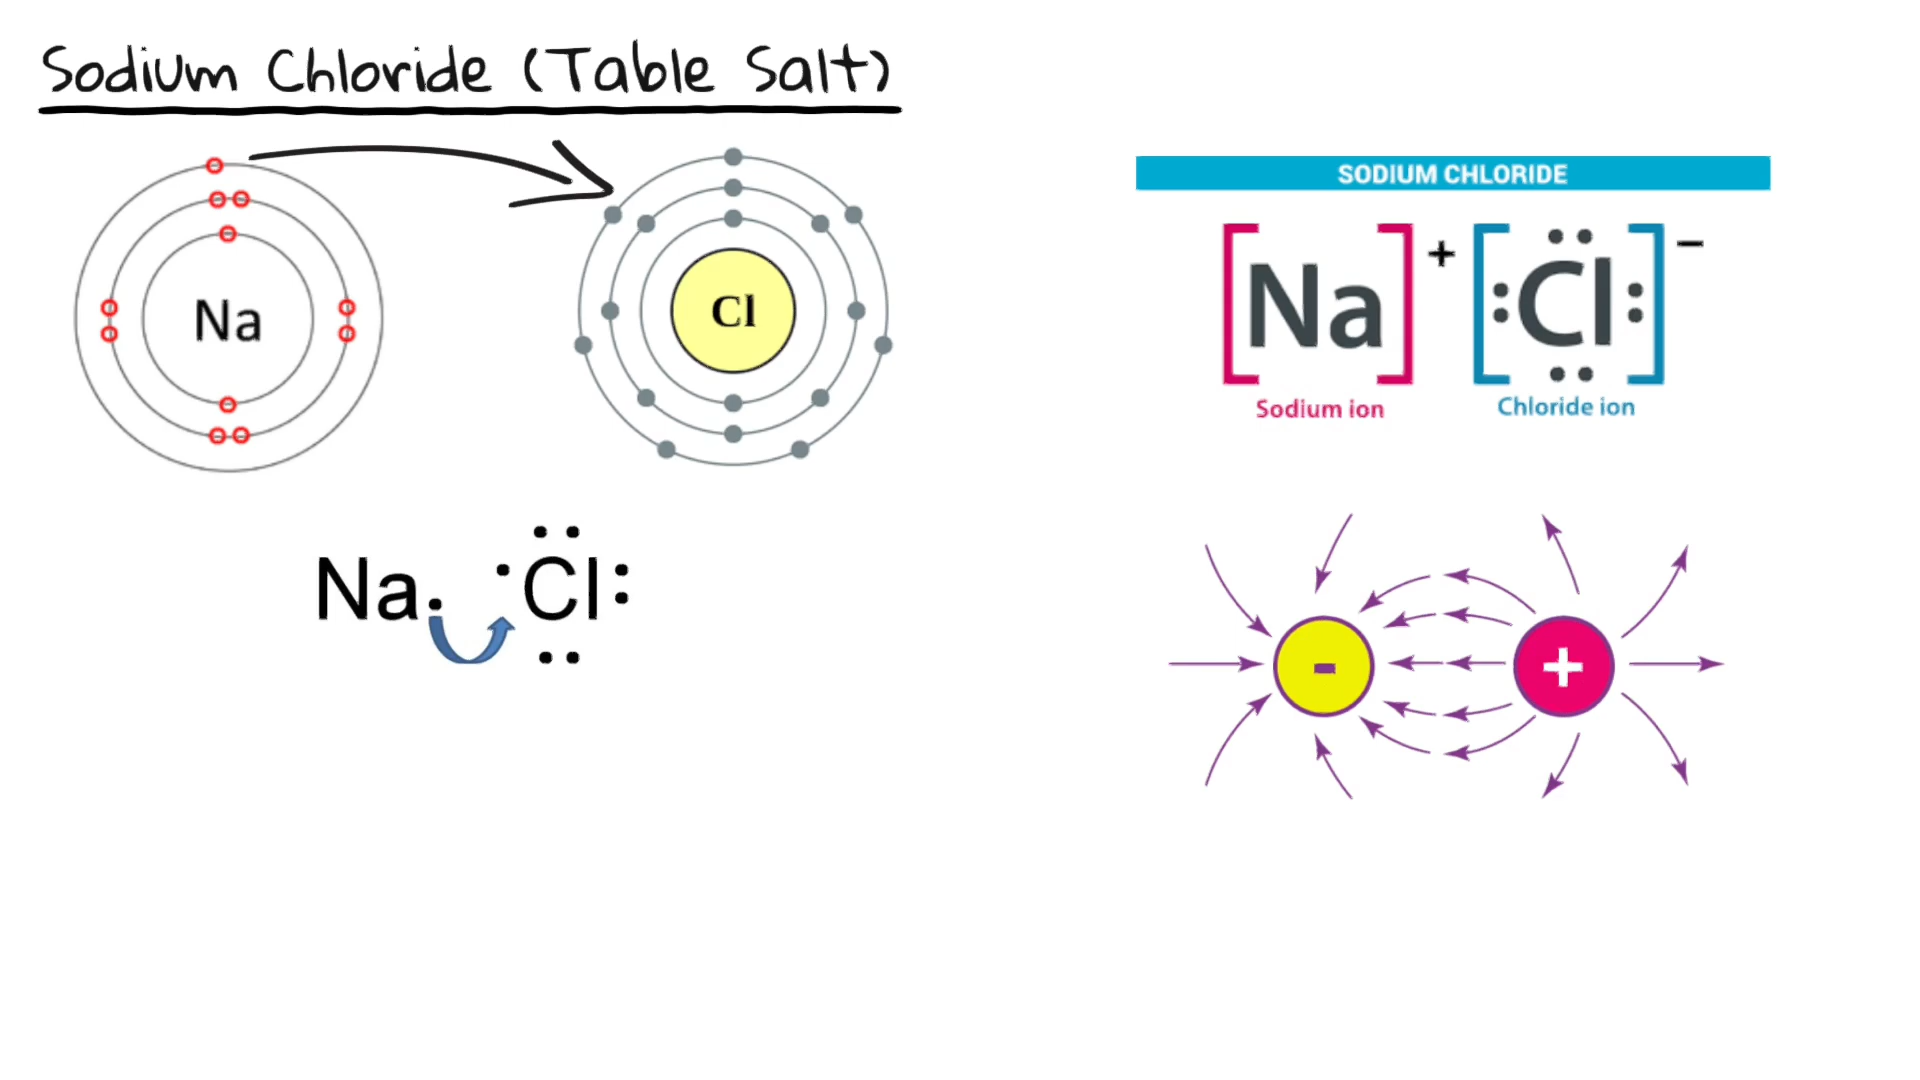 Sodium Chloride (Table Salt)
Na
Cl
Na Cl
SODIUM CHLORIDE
[Na]+ [Cl]−
Sodium ion
Chloride ion
- +